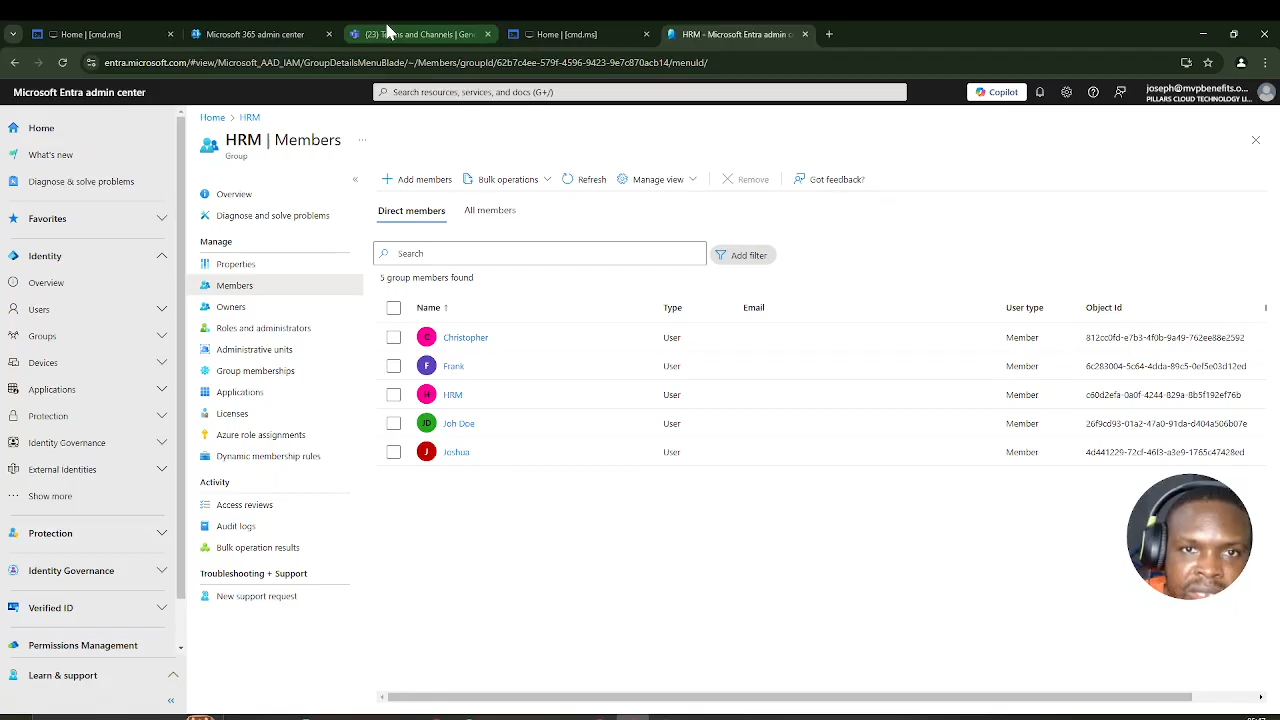 Home | [cmd.ms]
Microsoft 365 admin center
(23) Teams and Channels | Gen
Home | [cmd.ms]
HRM - Microsoft Entra admin c
entra.microsoft.com/#view/Microsoft_AAD_IAM/GroupDetailsMenuBlade/~/Members/groupId/62b7c4ee-579f-4596-9423-9e7c870acb14/menuId/
Microsoft Entra admin center
Search resources, services, and docs (G+/)
Copilot
joseph@mvpbenefits.o...
PILLARS CLOUD TECHNOLOGY LI...
Home
What's new
Diagnose & solve problems
Favorites
Identity
Overview
Users
Groups
Devices
Applications
Protection
Identity Governance
External Identities
Show more
Protection
Identity Governance
Verified ID
Permissions Management
Learn & support
Home > HRM
HRM | Members
Group
Overview
Diagnose and solve problems
Manage
Properties
Members
Owners
Roles and administrators
Administrative units
Group memberships
Applications
Licenses
Azure role assignments
Dynamic membership rules
Activity
Access reviews
Audit logs
Bulk operation results
Troubleshooting + Support
New support request
Add members
Bulk operations
Refresh
Manage view
Remove
Got feedback?
Direct members
All members
Search
Add filter
5 group members found
Name Type Email User type Object Id
C Christopher User Member 812cc0fd-e7b3-4f0b-9a49-762ee88e2592
F Frank User Member 6c283004-5c64-4dda-89c5-0ef5e03d12ed
H HRM User Member c60d2efa-0a0f-4244-829a-8b5f192ef76b
JD Joh Doe User Member 26f9cd93-01a2-47a0-91da-d404a506b07e
J Joshua User Member 4d441229-72cf-46f3-a3e9-1765c47428ed